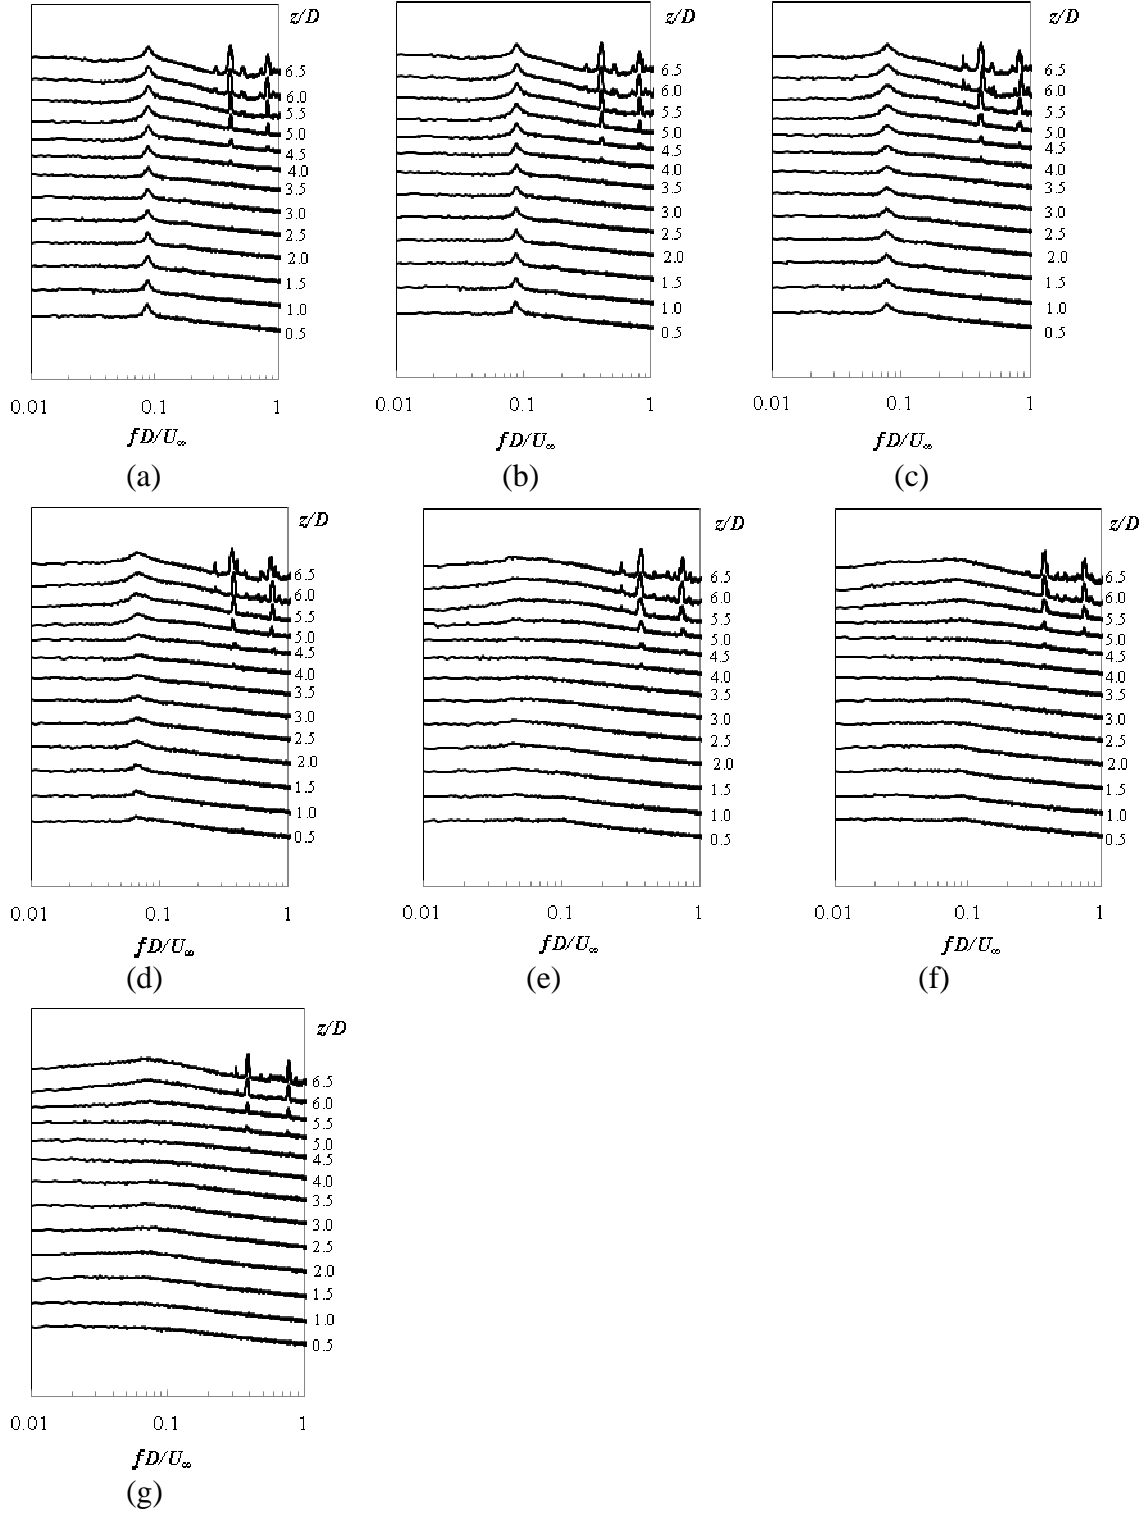 z/D z/D z/D
6.5 6.5 6.5
6.0 6.0 6.0
5.5 5.5 5.5
5.0 5.0 5.0
4.5 4.5 4.5
4.0 4.0 4.0
3.5 3.5 3.5
3.0 3.0 3.0
2.5 2.5 2.5
2.0 2.0 2.0
1.5 1.5 1.5
1.0 1.0 1.0
0.5 0.5 0.5
0.01 0.1 1 0.01 0.1 1 0.01 0.1 1
fD/U∞ fD/U∞ fD/U∞
(a) (b) (c)
z/D z/D z/D
6.5 6.5 6.5
6.0 6.0 6.0
5.5 5.5 5.5
5.0 5.0 5.0
4.5 4.5 4.5
4.0 4.0 4.0
3.5 3.5 3.5
3.0 3.0 3.0
2.5 2.5 2.5
2.0 2.0 2.0
1.5 1.5 1.5
1.0 1.0 1.0
0.5 0.5 0.5
0.01 0.1 1 0.01 0.1 1 0.01 0.1 1
fD/U∞ fD/U∞ fD/U∞
(d) (e) (f)
z/D
6.5
6.0
5.5
5.0
4.5
4.0
3.5
3.0
2.5
2.0
1.5
1.0
0.5
0.01 0.1 1
fD/U∞
(g)